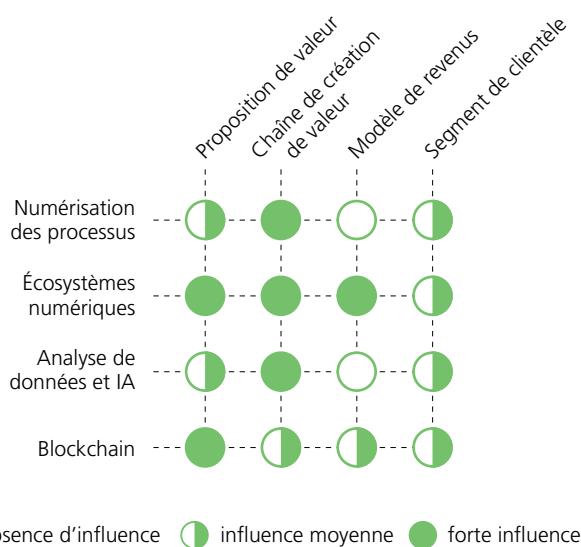 Proposition de valeur
Chaîne de création
de valeur
Modèle de revenus
Segment de clientèle
Numérisation
des processus
Écosystèmes
numériques
Analyse de
données et IA
Blockchain
d’influence influence moyenne forte influence